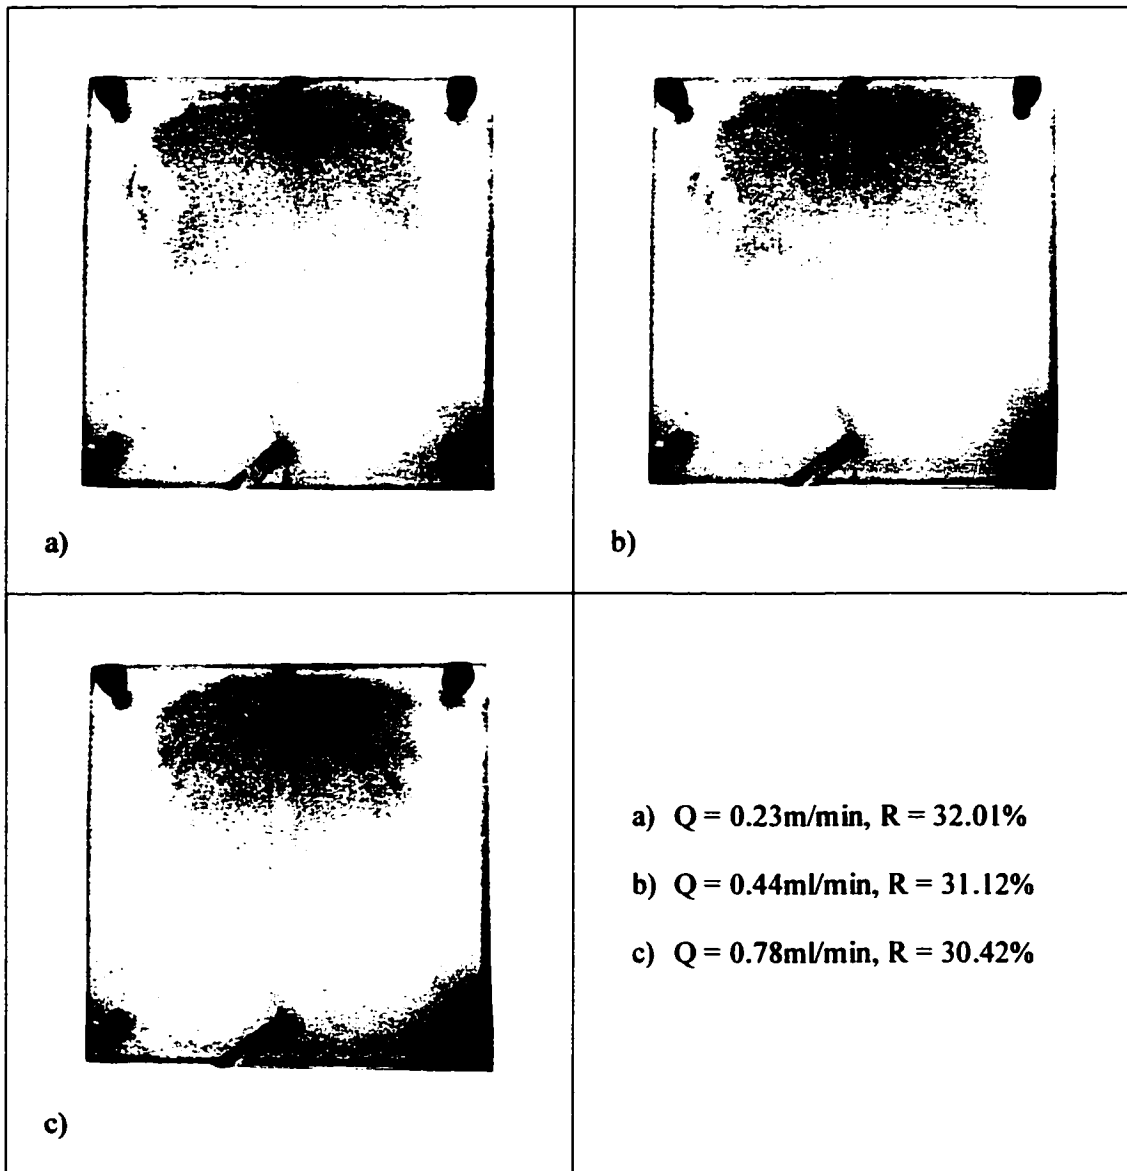 a)
b)
c)
a) Q = 0.23m/min, R = 32.01%
b) Q = 0.44ml/min, R = 31.12%
c) Q = 0.78ml/min, R = 30.42%